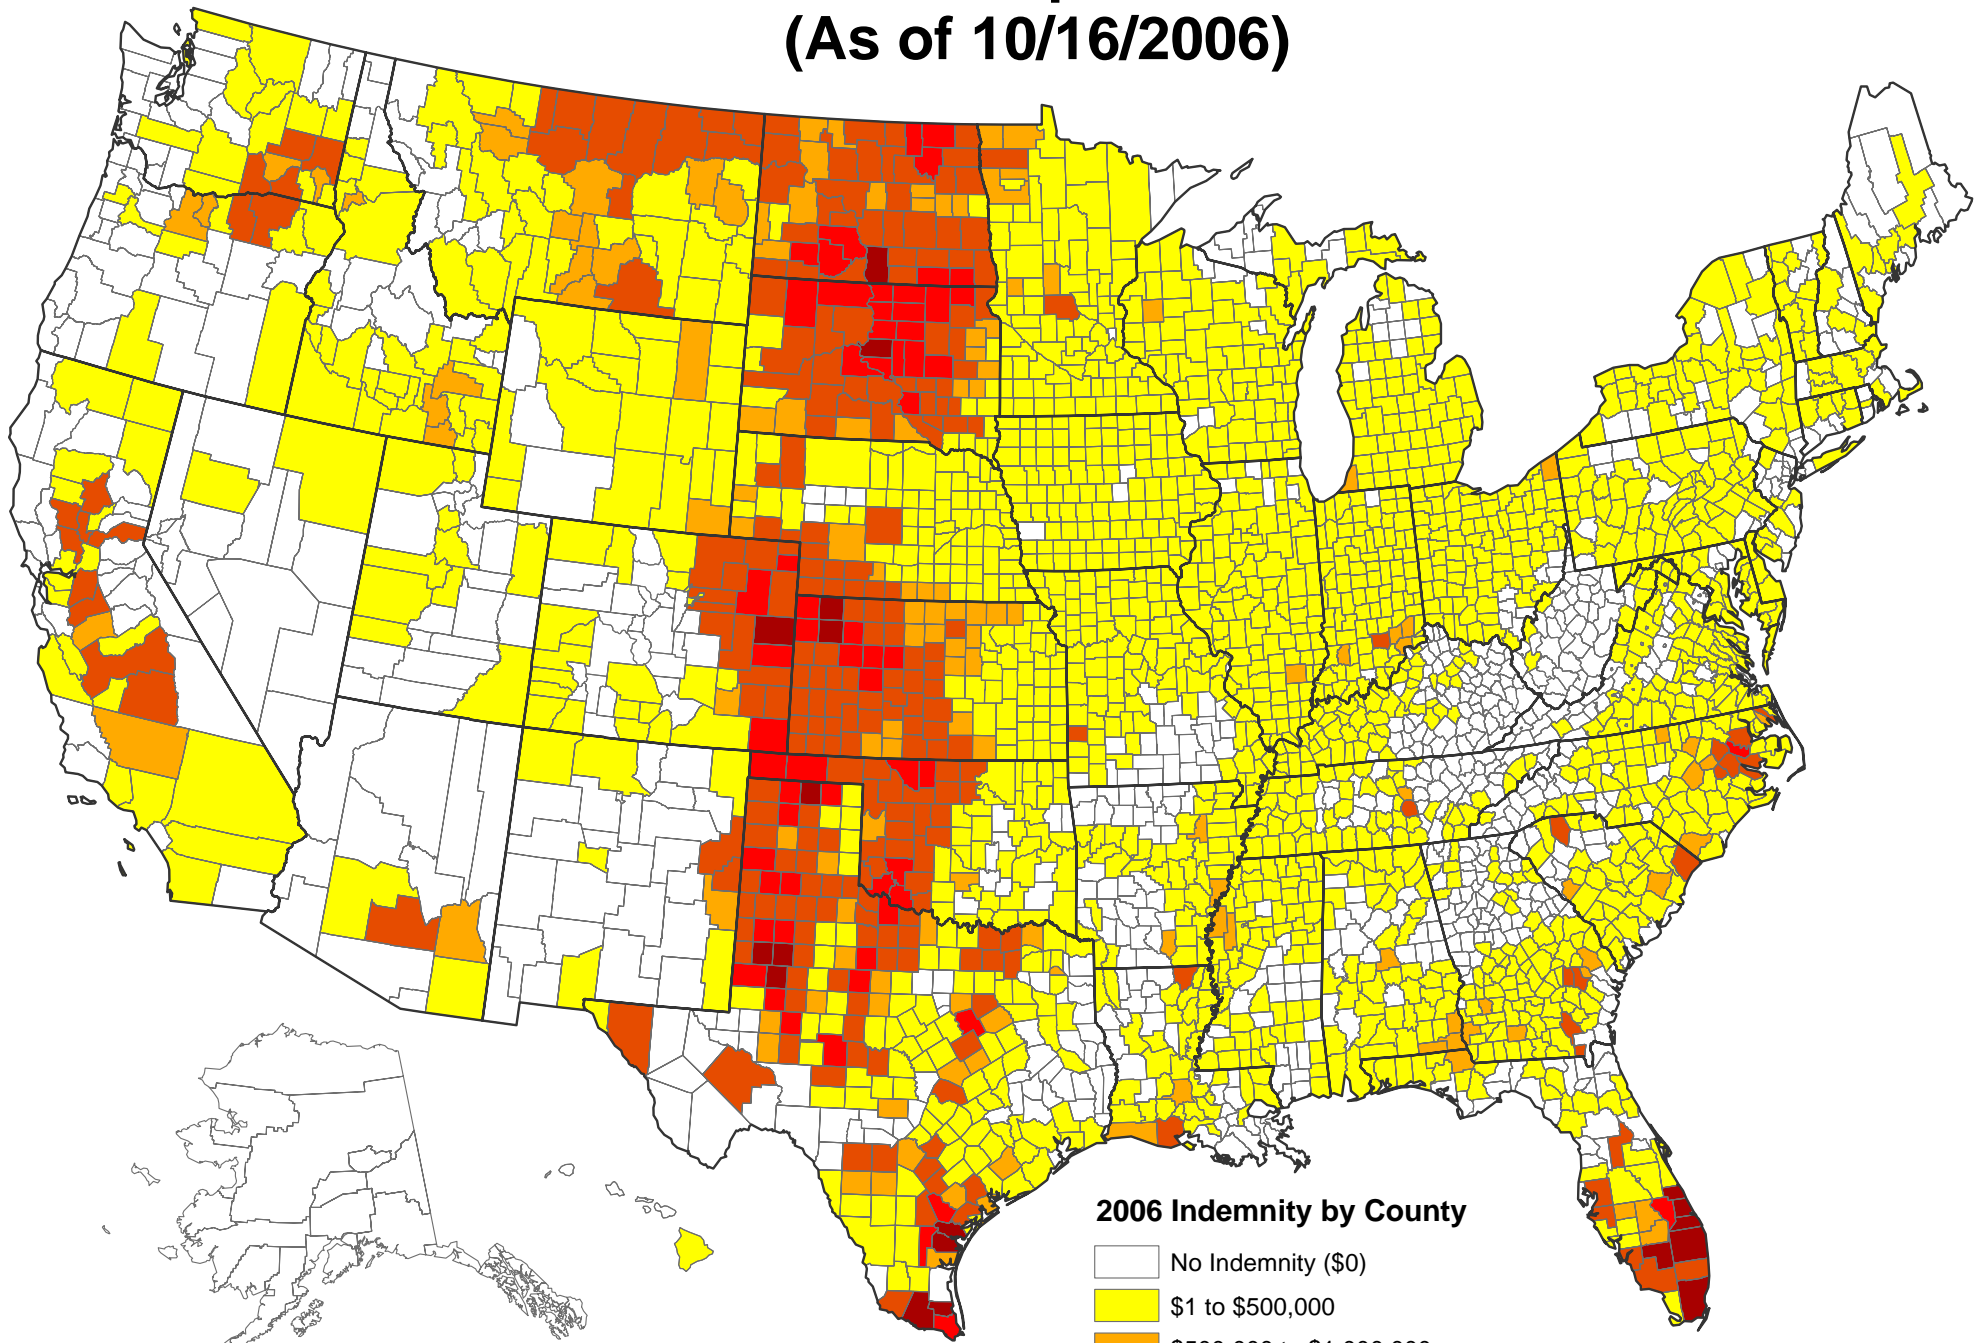 (As of 10/16/2006)
2006 Indemnity by County
No Indemnity ($0)
$1 to $500,000